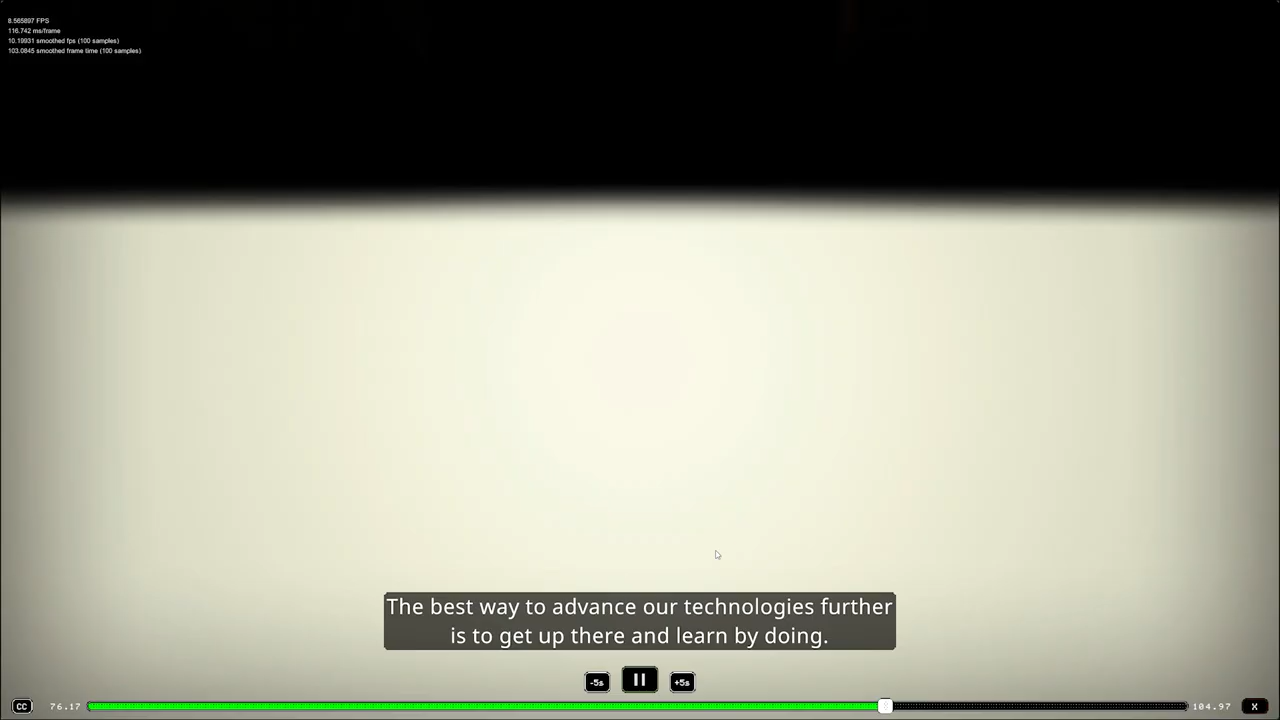 8.565897 FPS
116.742 ms/frame
10.19931 smoothed fps (100 samples)
103.0845 smoothed frame time (100 samples)
The best way to advance our technologies further
is to get up there and learn by doing.
-5s
+5s
CC 76.17 104.97 X